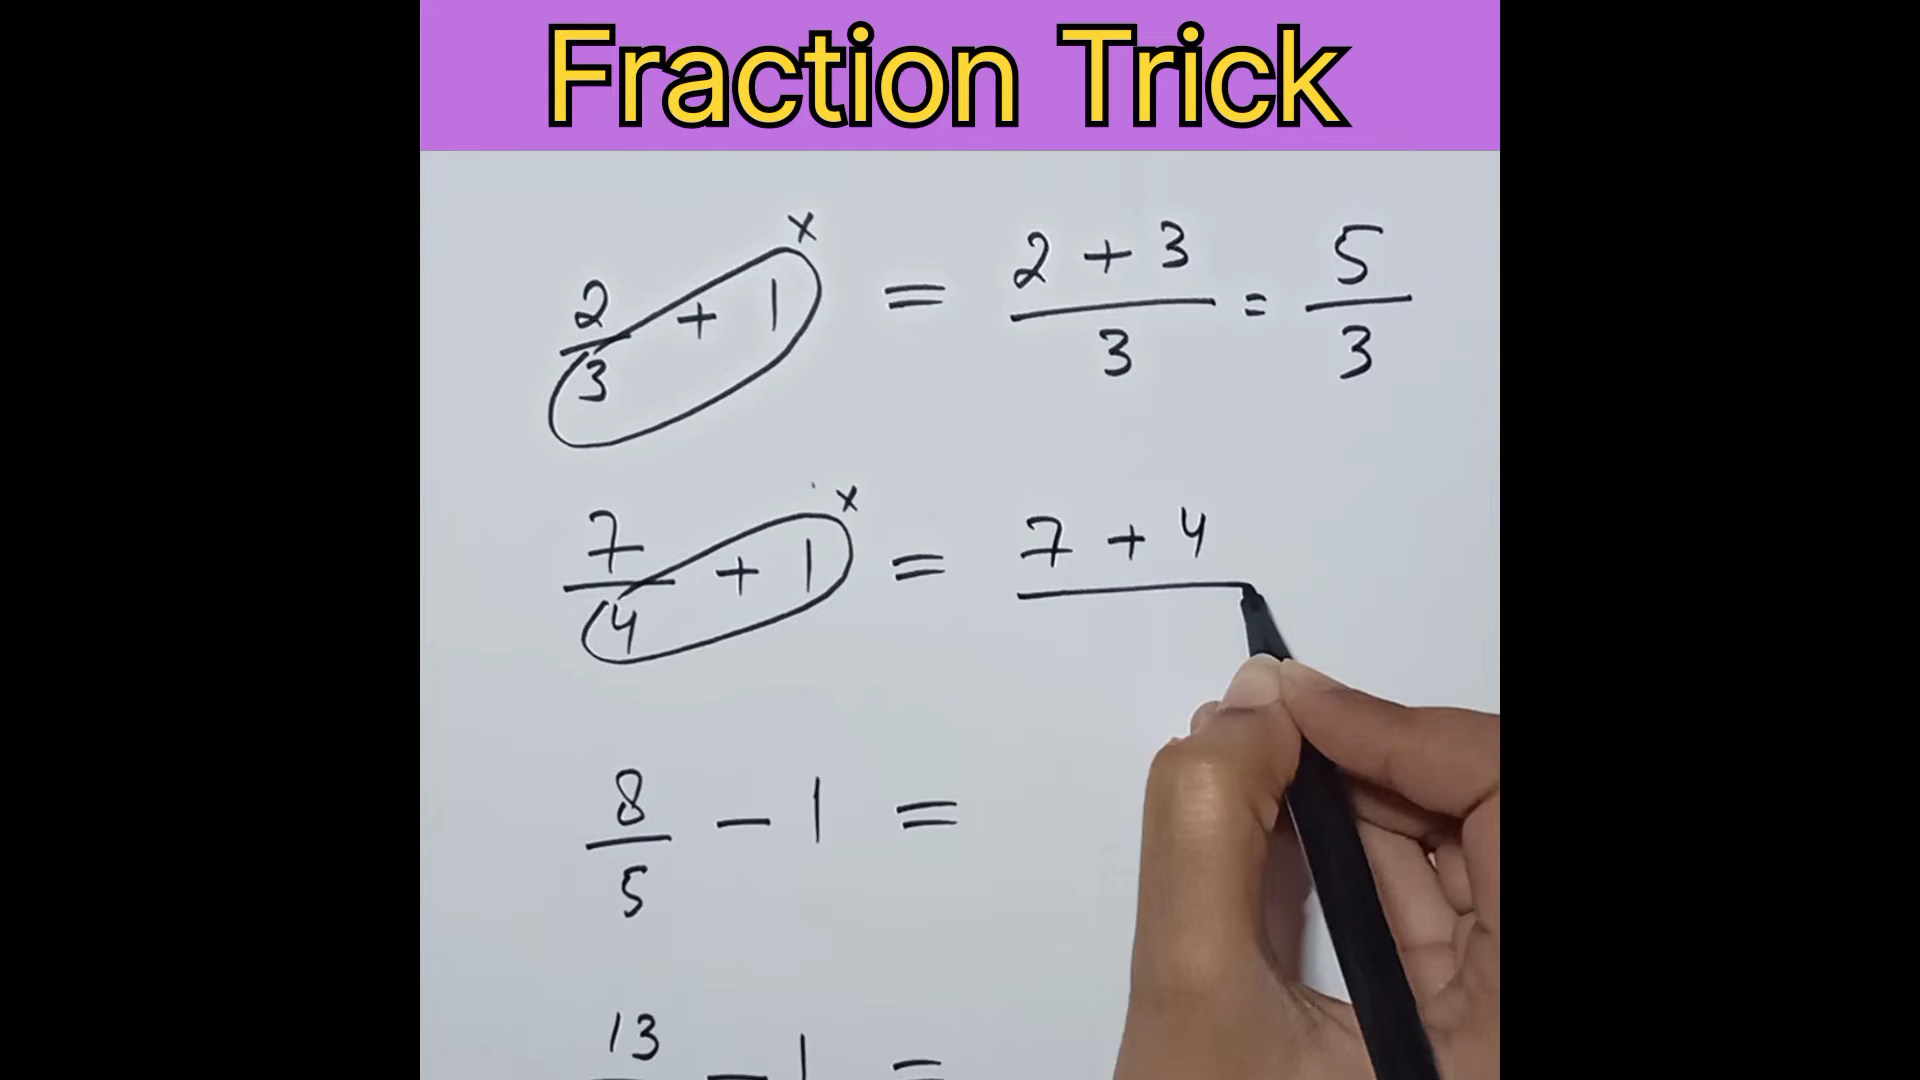 Fraction Trick
2/3 + 1 × = 2 + 3/3 = 5/3
7/4 + 1 × = 7 + 4
8/5 - 1 =
13 - 1 =